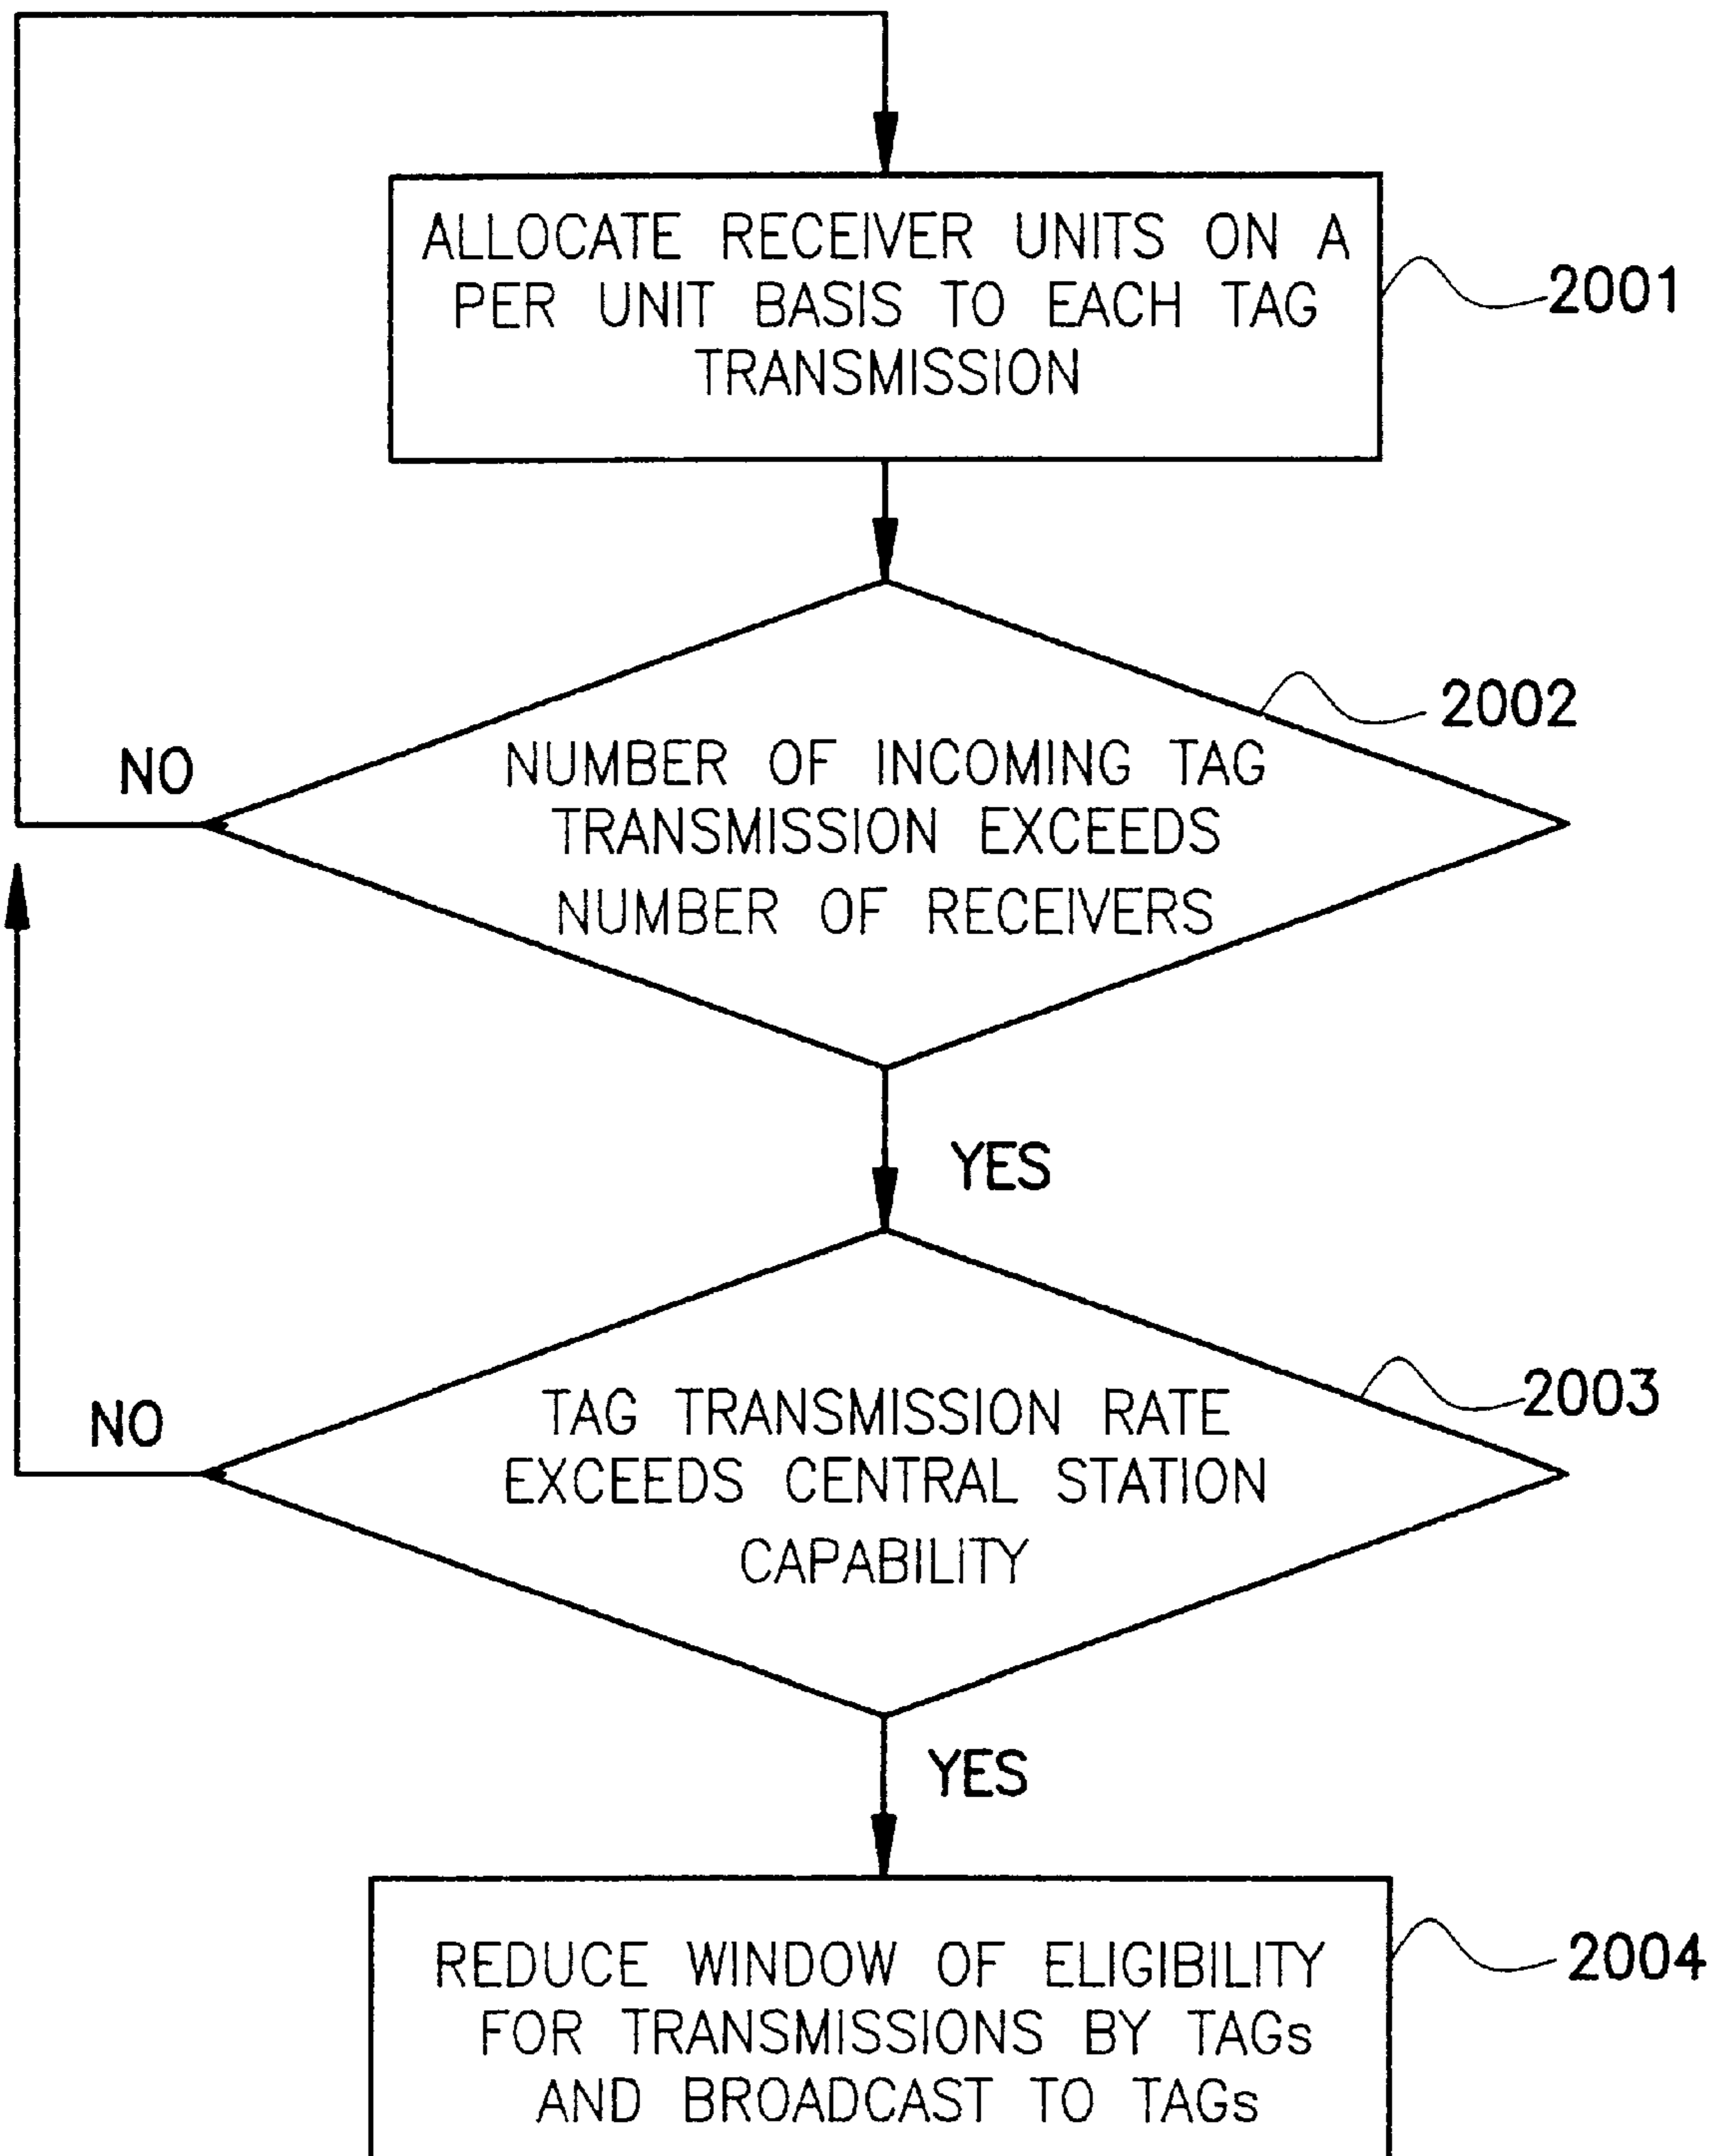 ALLOCATE RECEIVER UNITS ON A
PER UNIT BASIS TO EACH TAG
TRANSMISSION
2001
2002
NUMBER OF INCOMING TAG
TRANSMISSION EXCEEDS
NUMBER OF RECEIVERS
NO
YES
2003
TAG TRANSMISSION RATE
EXCEEDS CENTRAL STATION
CAPABILITY
NO
YES
2004
REDUCE WINDOW OF ELIGIBILITY
FOR TRANSMISSIONS BY TAGs
AND BROADCAST TO TAGs